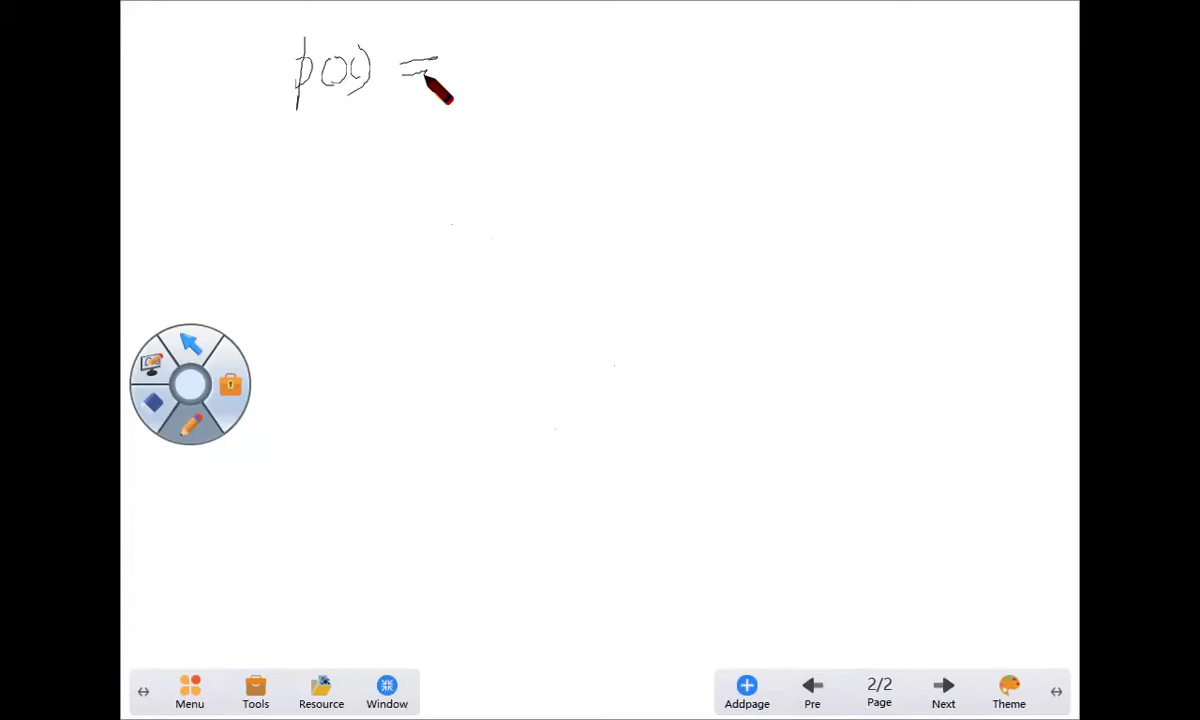 p(x) =
Menu Tools Resource Window Addpage Pre 2/2 Page Next Theme